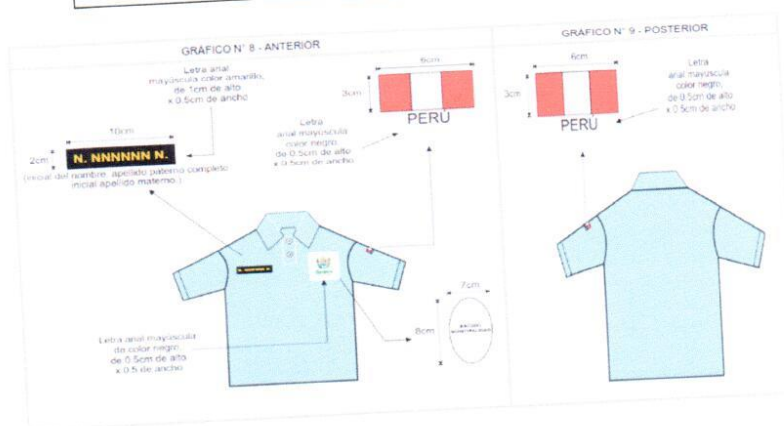 GRÁFICO N° 8 - ANTERIOR
Letra arial
mayúscula color amarillo,
de 1cm de alto
x 0.5cm de ancho
10cm
2cm
N. NNNNNN N.
(inicial del nombre, apellido paterno completo
inicial apellido materno.)
6cm
3cm
PERÚ
Letra
arial mayúscula
color negro,
de 0.5cm de alto
x 0.5cm de ancho
N. NNNNNN N.
Letra arial mayúscula
de color negro,
de 0.5cm de alto
x 0.5 de ancho
7cm
8cm
GRÁFICO N° 9 - POSTERIOR
6cm
3cm
PERÚ
Letra
arial mayúscula
color negro,
de 0.5cm de alto
x 0.5cm de ancho